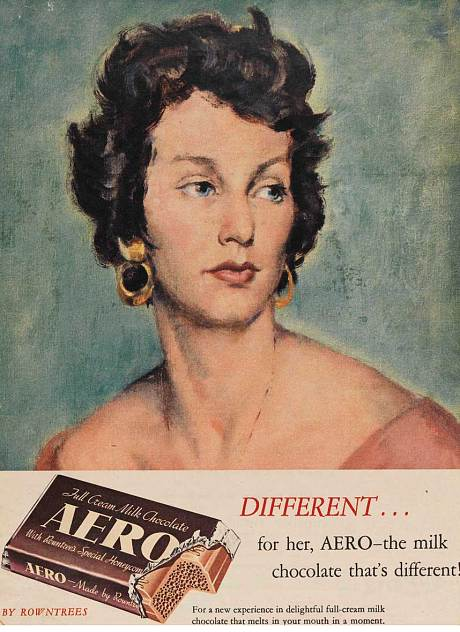 Full Cream Milk Chocolate
AERO
With Rowntree's Special Honeycomb
AERO—Made by Rowntree
DIFFERENT...
for her, AERO–the milk
chocolate that's different!
BY ROWNTREES
For a new experience in delightful full-cream milk
chocolate that melts in your mouth in a moment.